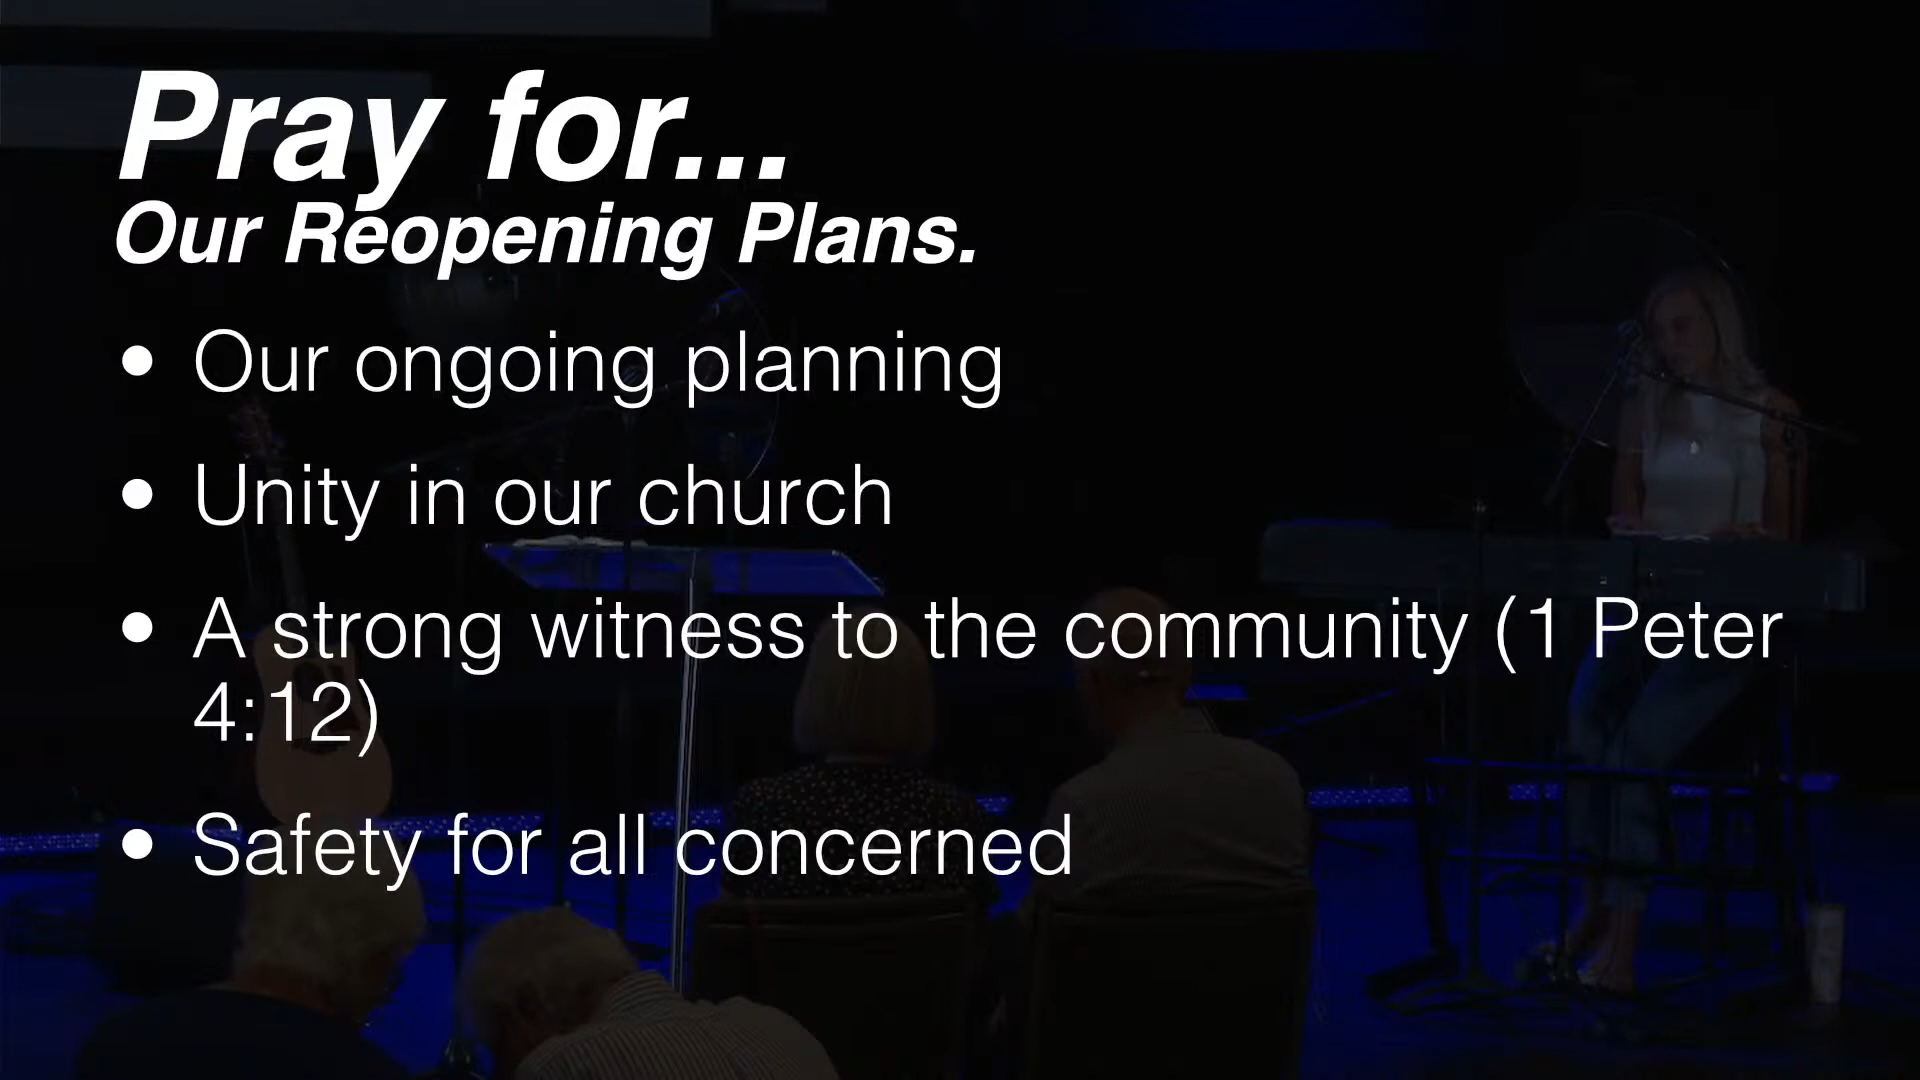 Pray for...
Our Reopening Plans.
• Our ongoing planning
• Unity in our church
• A strong witness to the community (1 Peter
4:12)
• Safety for all concerned